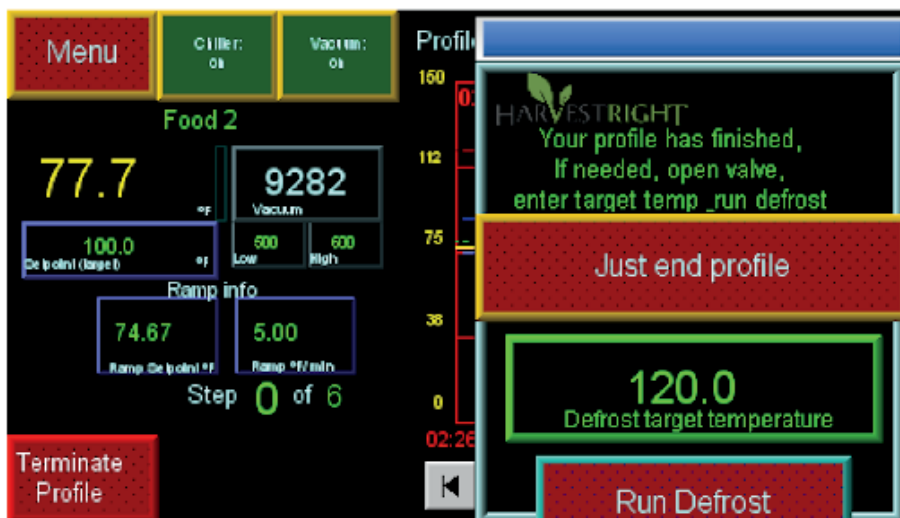 Menu
Chiller:
On
Vacuum:
On
Food 2
77.7
°F
9282
Vacuum
100.0
Setpoint (target)
°F
500
Low
600
High
Ramp info
74.67
Ramp Setpoint °F
5.00
Ramp °F/min
Step 0 of 6
Terminate
Profile
150
112
75
38
0
02:26
HARVESTRIGHT
Your profile has finished,
If needed, open valve,
enter target temp _run defrost
Just end profile
120.0
Defrost target temperature
Run Defrost